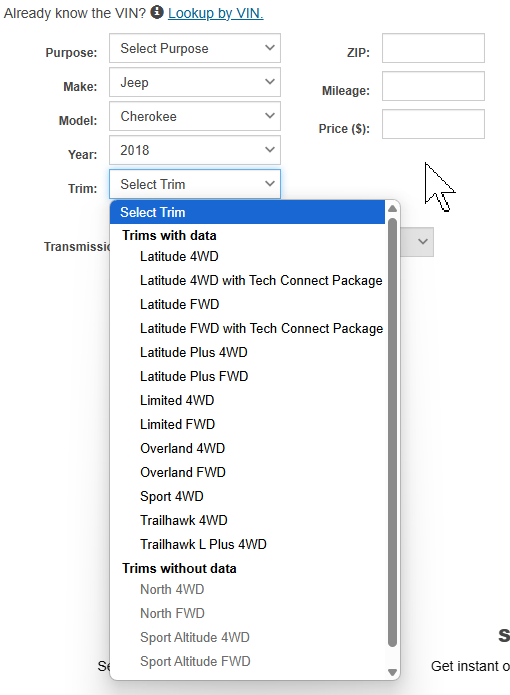 Already know the VIN? Lookup by VIN.
Purpose: Select Purpose ZIP:
Make: Jeep Mileage:
Model: Cherokee Price ($):
Year: 2018
Trim: Select Trim
Select Trim
Trims with data
Transmissi
Latitude 4WD
Latitude 4WD with Tech Connect Package
Latitude FWD
Latitude FWD with Tech Connect Package
Latitude Plus 4WD
Latitude Plus FWD
Limited 4WD
Limited FWD
Overland 4WD
Overland FWD
Sport 4WD
Trailhawk 4WD
Trailhawk L Plus 4WD
Trims without data
North 4WD
North FWD
Sport Altitude 4WD
S
Sport Altitude FWD
Se
Get instant o